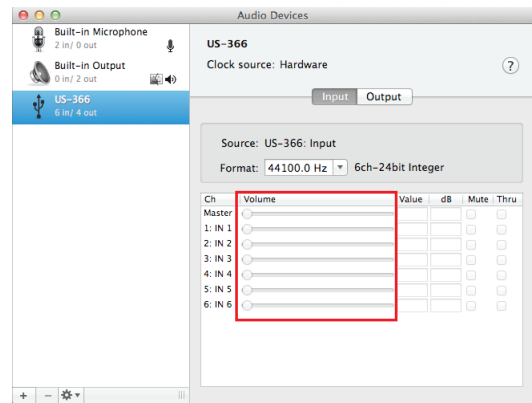 Audio Devices
Built-in Microphone
2 in/ 0 out
Built-in Output
0 in/ 2 out
US-366
6 in/ 4 out
US-366
Clock source: Hardware
?
Input Output
Source: US-366: Input
Format: 44100.0 Hz 6ch-24bit Integer
Ch Volume Value dB Mute Thru
Master
1: IN 1
2: IN 2
3: IN 3
4: IN 4
5: IN 5
6: IN 6